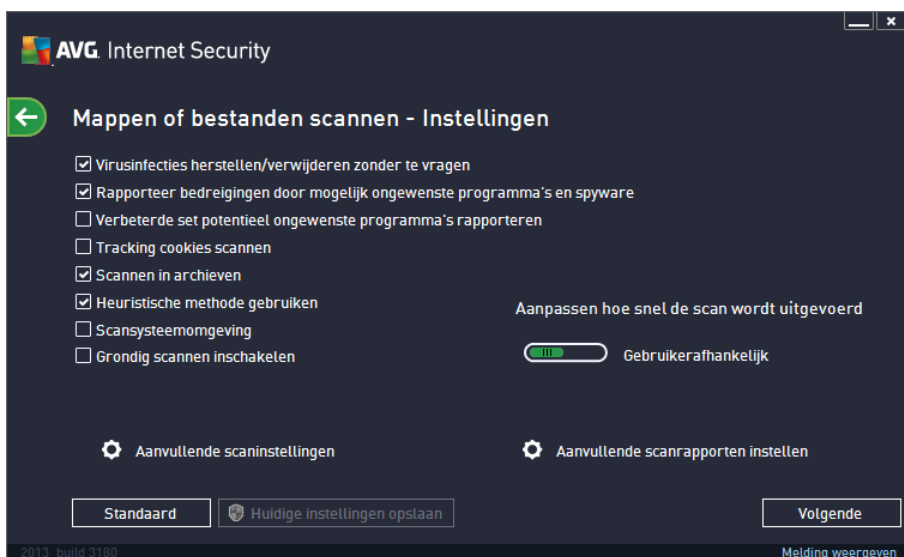 AVG. Internet Security
Mappen of bestanden scannen - Instellingen
Virusinfecties herstellen/verwijderen zonder te vragen
Rapporteer bedreigingen door mogelijk ongewenste programma's en spyware
Verbeterde set potentieel ongewenste programma's rapporteren
Tracking cookies scannen
Scannen in archieven
Heuristische methode gebruiken
Scansysteemomgeving
Grondig scannen inschakelen
Aanpassen hoe snel de scan wordt uitgevoerd
Gebruikerafhankelijk
Aanvullende scaninstellingen
Aanvullende scanrapporten instellen
Standaard
Huidige instellingen opslaan
Volgende
2013 build 3180
Melding weergeven